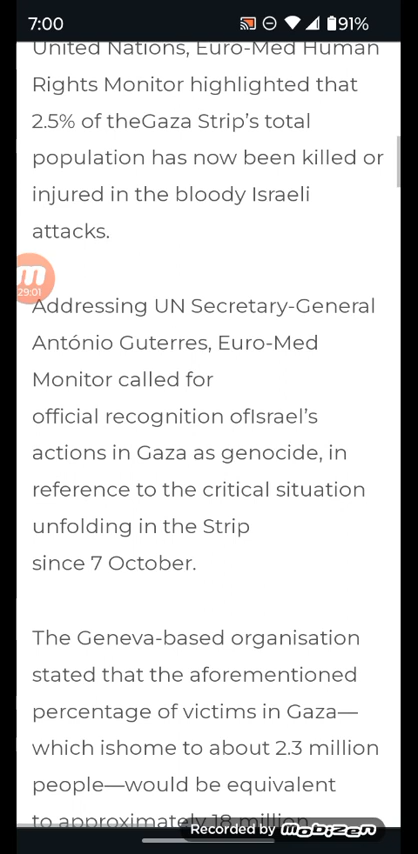 7:00
91%
United Nations, Euro-Med Human
Rights Monitor highlighted that
2.5% of theGaza Strip’s total
population has now been killed or
injured in the bloody Israeli
attacks.
29:01
Addressing UN Secretary-General
António Guterres, Euro-Med
Monitor called for
official recognition ofIsrael’s
actions in Gaza as genocide, in
reference to the critical situation
unfolding in the Strip
since 7 October.
The Geneva-based organisation
stated that the aforementioned
percentage of victims in Gaza—
which ishome to about 2.3 million
people—would be equivalent
to approximately 18 million
Recorded by mobizen